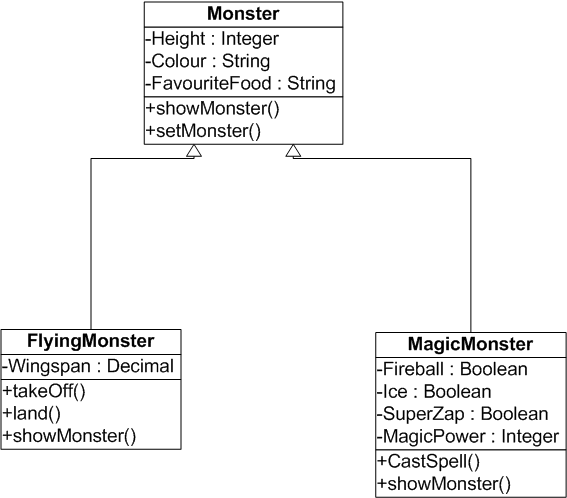 Monster
-Height : Integer
-Colour : String
-FavouriteFood : String
+showMonster()
+setMonster()
FlyingMonster
-Wingspan : Decimal
+takeOff()
+land()
+showMonster()
MagicMonster
-Fireball : Boolean
-Ice : Boolean
-SuperZap : Boolean
-MagicPower : Integer
+CastSpell()
+showMonster()